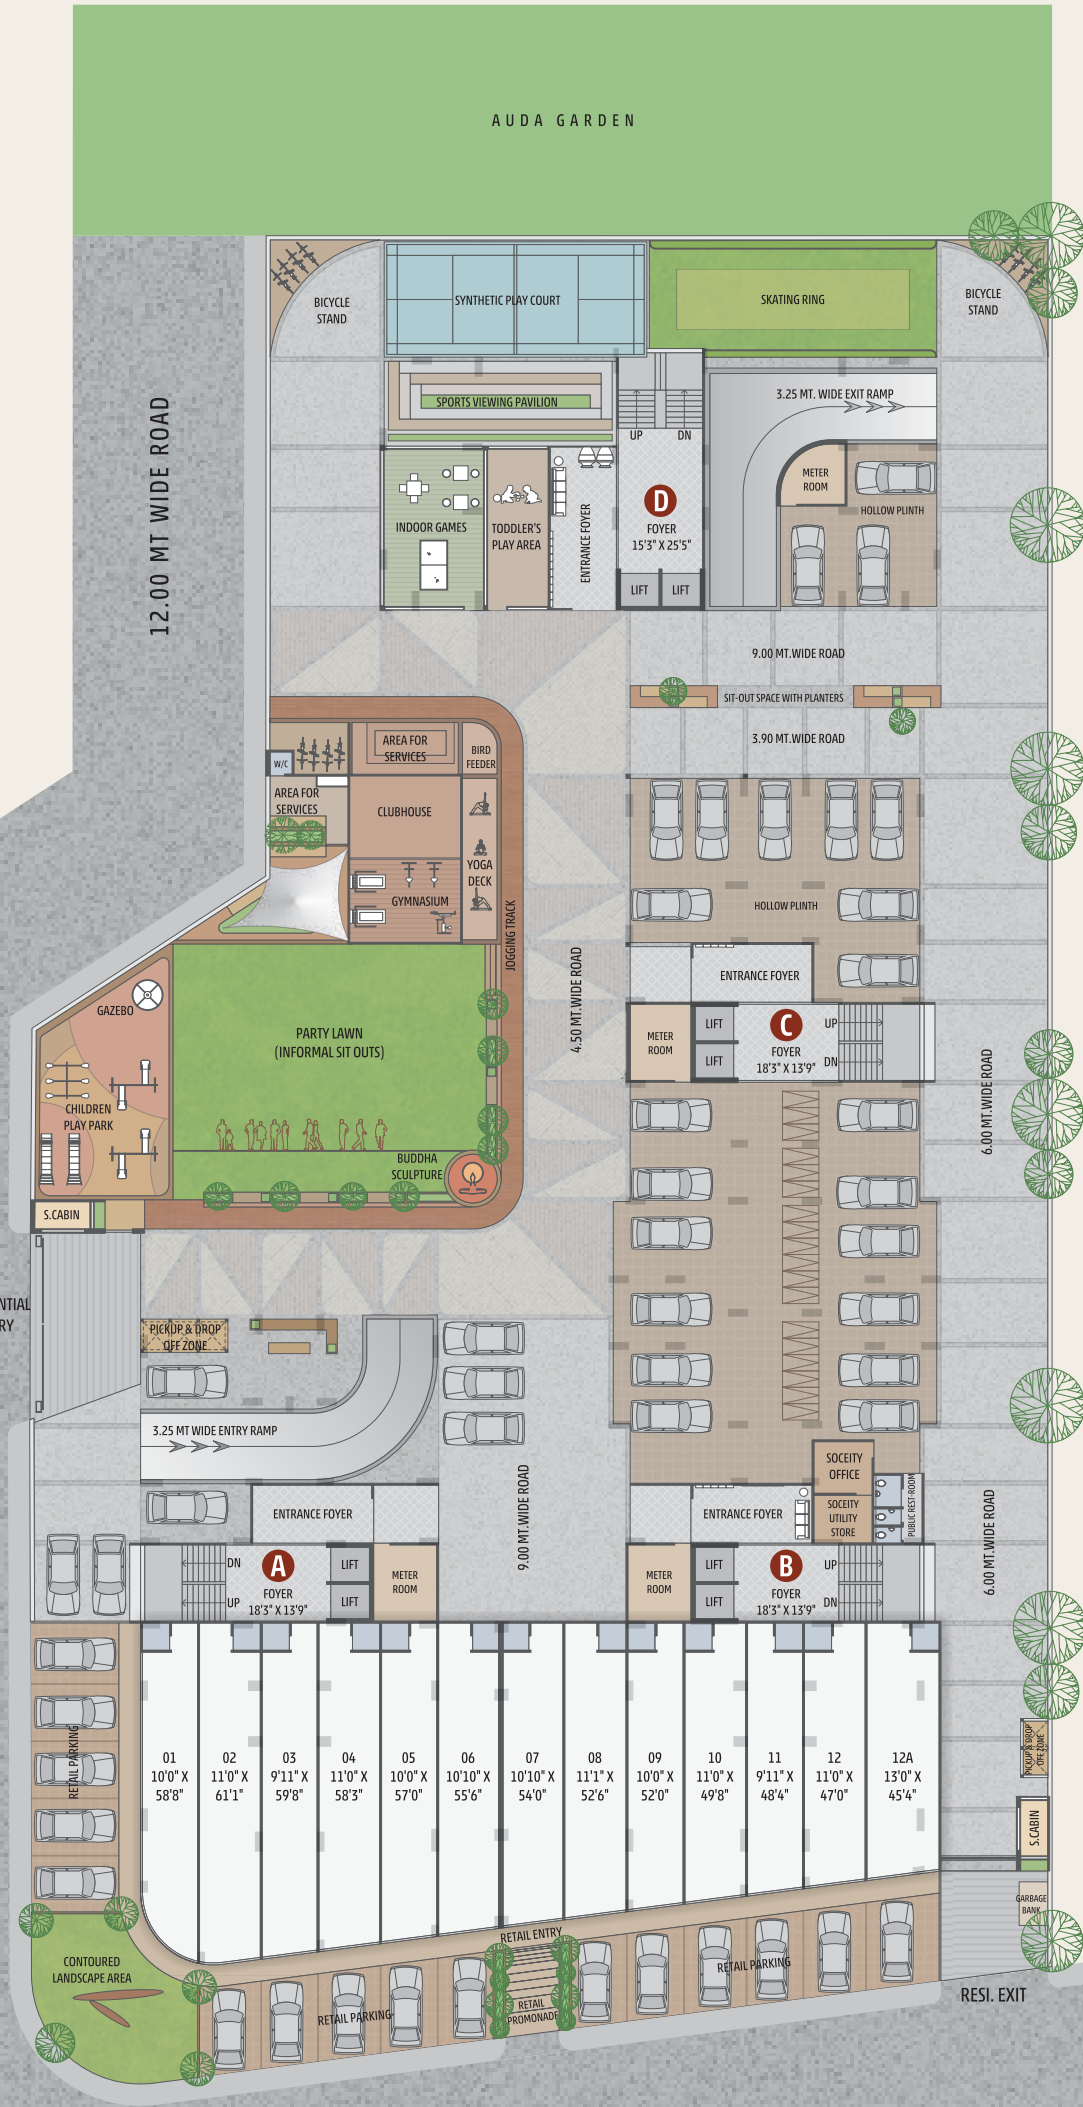 AUDA GARDEN
12.00 MT WIDE ROAD
BICYCLE
STAND
SYNTHETIC PLAY COURT
SKATING RING
BICYCLE
STAND
SPORTS VIEWING PAVILION
UP
DN
3.25 MT. WIDE EXIT RAMP
METER
ROOM
HOLLOW PLINTH
INDOOR GAMES
TODDLER'S
PLAY AREA
ENTRANCE FOYER
D
FOYER
15'3" X 25'5"
LIFT
LIFT
9.00 MT.WIDE ROAD
SIT-OUT SPACE WITH PLANTERS
3.90 MT.WIDE ROAD
AREA FOR
SERVICES
BIRD
FEEDER
W/C
AREA FOR
SERVICES
CLUBHOUSE
YOGA
DECK
GYMNASIUM
JOGGING TRACK
HOLLOW PLINTH
4.50 MT.WIDE ROAD
ENTRANCE FOYER
GAZEBO
PARTY LAWN
(INFORMAL SIT OUTS)
METER
ROOM
LIFT
LIFT
C
FOYER
18'3" X 13'9"
UP
DN
6.00 MT.WIDE ROAD
CHILDREN
PLAY PARK
BUDDHA
SCULPTURE
S.CABIN
NTIAL
RY
PICKUP & DROP
OFF ZONE
3.25 MT WIDE ENTRY RAMP
9.00 MT.WIDE ROAD
SOCEITY
OFFICE
SOCEITY
UTILITY
STORE
PUBLIC REST-ROOM
6.00 MT.WIDE ROAD
ENTRANCE FOYER
ENTRANCE FOYER
DN
UP
A
FOYER
18'3" X 13'9"
LIFT
LIFT
METER
ROOM
METER
ROOM
LIFT
LIFT
B
FOYER
18'3" X 13'9"
UP
DN
RETAIL PARKING
01
10'0" X
58'8"
02
11'0" X
61'1"
03
9'11" X
59'8"
04
11'0" X
58'3"
05
10'0" X
57'0"
06
10'10" X
55'6"
07
10'10" X
54'0"
08
11'1" X
52'6"
09
10'0" X
52'0"
10
11'0" X
49'8"
11
9'11" X
48'4"
12
11'0" X
47'0"
12A
13'0" X
45'4"
PICKUP & DROP
OFF ZONE
S.CABIN
GARBAGE
BANK
RETAIL ENTRY
CONTOURED
LANDSCAPE AREA
RETAIL PARKING
RETAIL
PROMONADE
RETAIL PARKING
RESI. EXIT